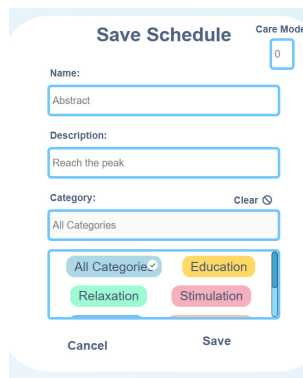 Save Schedule
Care Mode
0
Name:
Abstract
Description:
Reach the peak
Category:
Clear
All Categories
All Categories Education
Relaxation Stimulation
Cancel Save